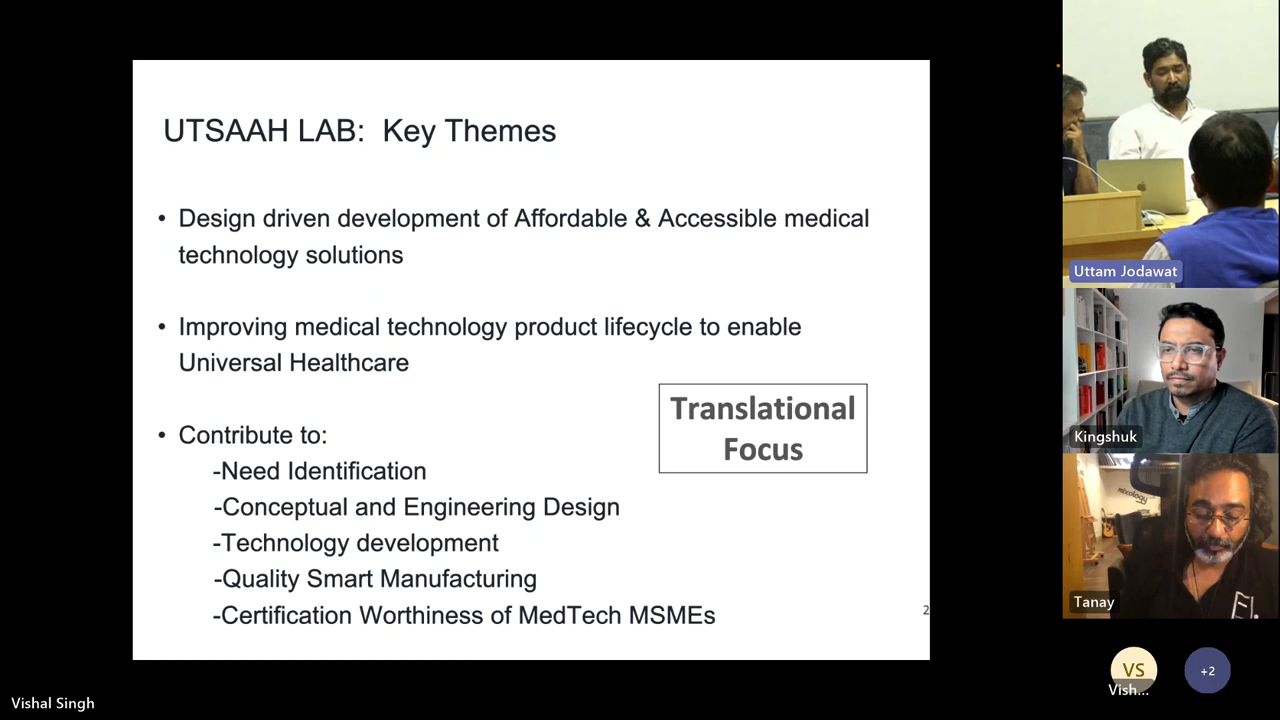 UTSAAH LAB: Key Themes
• Design driven development of Affordable & Accessible medical
technology solutions
• Improving medical technology product lifecycle to enable
Universal Healthcare
Translational
Focus
• Contribute to:
-Need Identification
-Conceptual and Engineering Design
-Technology development
-Quality Smart Manufacturing
-Certification Worthiness of MedTech MSMEs
2
Uttam Jodawat
Kingshuk
mixology
Tanay
VS
Vish...
+2
Vishal Singh